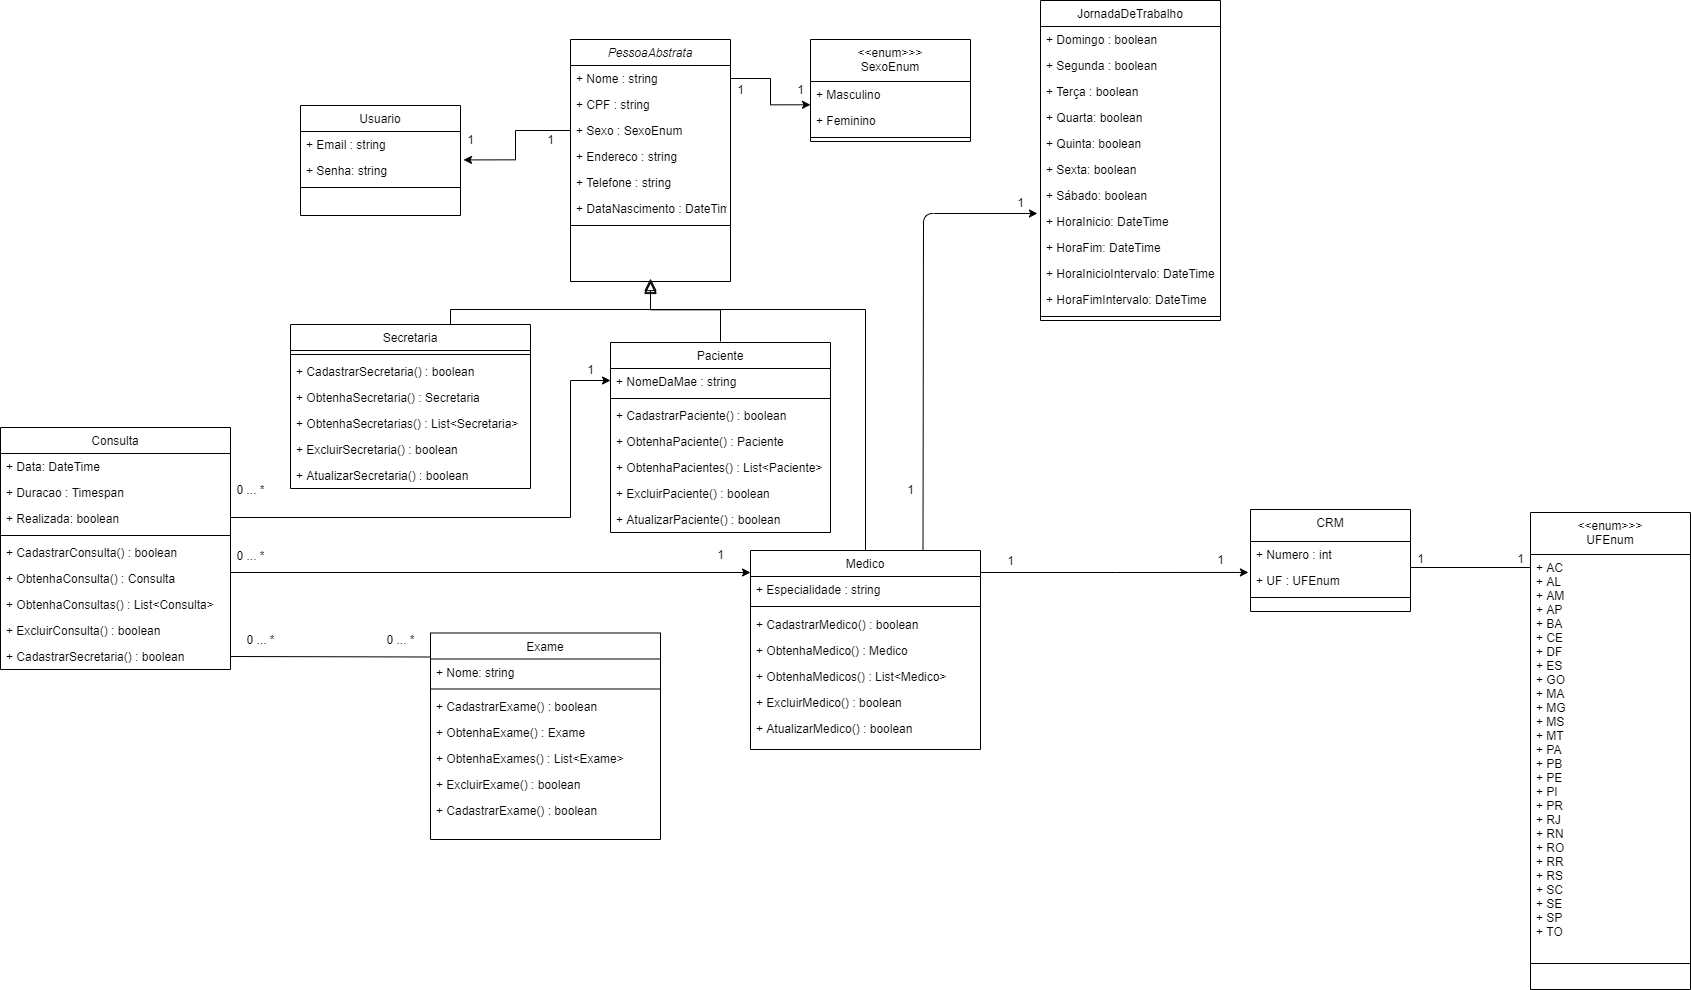 JornadaDeTrabalho
+ Domingo : boolean
+ Segunda : boolean
+ Terça : boolean
+ Quarta: boolean
+ Quinta: boolean
+ Sexta: boolean
+ Sábado: boolean
+ HoraInicio: DateTime
+ HoraFim: DateTime
+ HoraInicioIntervalo: DateTime
+ HoraFimIntervalo: DateTime
PessoaAbstrata
+ Nome : string
+ CPF : string
+ Sexo : SexoEnum
+ Endereco : string
+ Telefone : string
+ DataNascimento : DateTim
<<enum>>>
SexoEnum
+ Masculino
+ Feminino
1
1
Usuario
+ Email : string
+ Senha: string
1
1
1
Secretaria
+ CadastrarSecretaria() : boolean
+ ObtenhaSecretaria() : Secretaria
+ ObtenhaSecretarias() : List<Secretaria>
+ ExcluirSecretaria() : boolean
+ AtualizarSecretaria() : boolean
1
Paciente
+ NomeDaMae : string
+ CadastrarPaciente() : boolean
+ ObtenhaPaciente() : Paciente
+ ObtenhaPacientes() : List<Paciente>
+ ExcluirPaciente() : boolean
+ AtualizarPaciente() : boolean
Consulta
+ Data: DateTime
+ Duracao : Timespan
+ Realizada: boolean
+ CadastrarConsulta() : boolean
+ ObtenhaConsulta() : Consulta
+ ObtenhaConsultas() : List<Consulta>
+ ExcluirConsulta() : boolean
+ CadastrarSecretaria() : boolean
0 ... *
0 ... *
1
1
0 ... *
0 ... *
Exame
+ Nome: string
+ CadastrarExame() : boolean
+ ObtenhaExame() : Exame
+ ObtenhaExames() : List<Exame>
+ ExcluirExame() : boolean
+ CadastrarExame() : boolean
Medico
+ Especialidade : string
+ CadastrarMedico() : boolean
+ ObtenhaMedico() : Medico
+ ObtenhaMedicos() : List<Medico>
+ ExcluirMedico() : boolean
+ AtualizarMedico() : boolean
1
1
CRM
+ Numero : int
+ UF : UFEnum
1
1
<<enum>>>
UFEnum
+ AC
+ AL
+ AM
+ AP
+ BA
+ CE
+ DF
+ ES
+ GO
+ MA
+ MG
+ MS
+ MT
+ PA
+ PB
+ PE
+ PI
+ PR
+ RJ
+ RN
+ RO
+ RR
+ RS
+ SC
+ SE
+ SP
+ TO